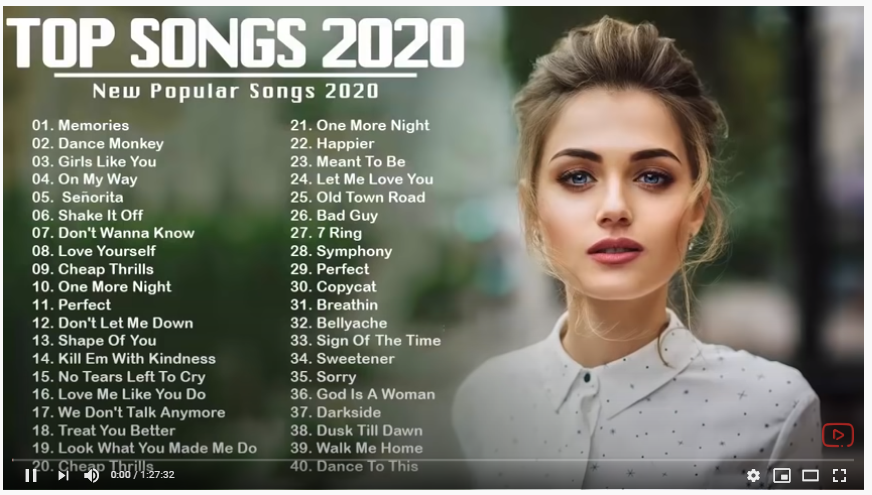 TOP SONGS 2020
New Popular Songs 2020
01. Memories
02. Dance Monkey
03. Girls Like You
04. On My Way
05. Señorita
06. Shake It Off
07. Don't Wanna Know
08. Love Yourself
09. Cheap Thrills
10. One More Night
11. Perfect
12. Don't Let Me Down
13. Shape Of You
14. Kill Em With Kindness
15. No Tears Left To Cry
16. Love Me Like You Do
17. We Don't Talk Anymore
18. Treat You Better
19. Look What You Made Me Do
20. Cheap Thrills
21. One More Night
22. Happier
23. Meant To Be
24. Let Me Love You
25. Old Town Road
26. Bad Guy
27. 7 Ring
28. Symphony
29. Perfect
30. Copycat
31. Breathin
32. Bellyache
33. Sign Of The Time
34. Sweetener
35. Sorry
36. God Is A Woman
37. Darkside
38. Dusk Till Dawn
39. Walk Me Home
40. Dance To This
0:00 / 1:27:32